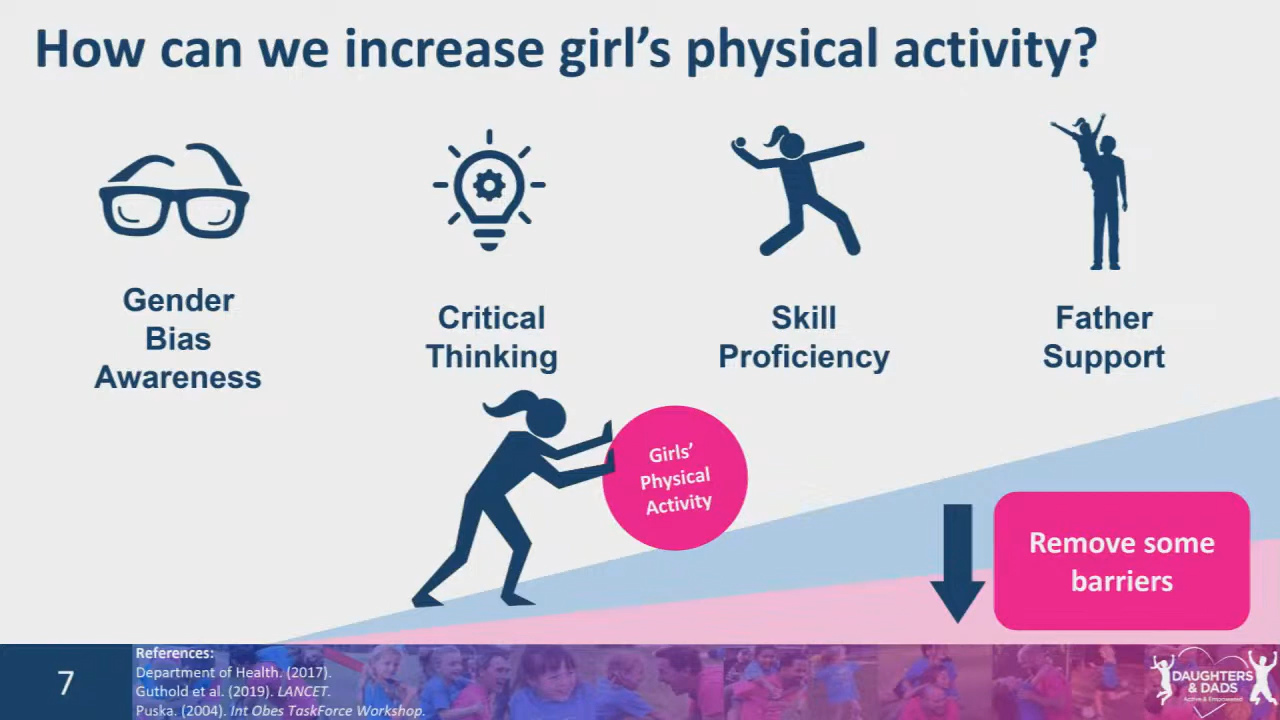 How can we increase girl's physical activity?
Gender
Bias
Awareness
Critical
Thinking
Skill
Proficiency
Father
Support
Girls'
Physical
Activity
Remove some
barriers
7
References:
Department of Health. (2017).
Guthold et al. (2019). LANCET.
Puska. (2004). Int Obes TaskForce Workshop.
DAUGHTERS
& DADS
Active & Empowered